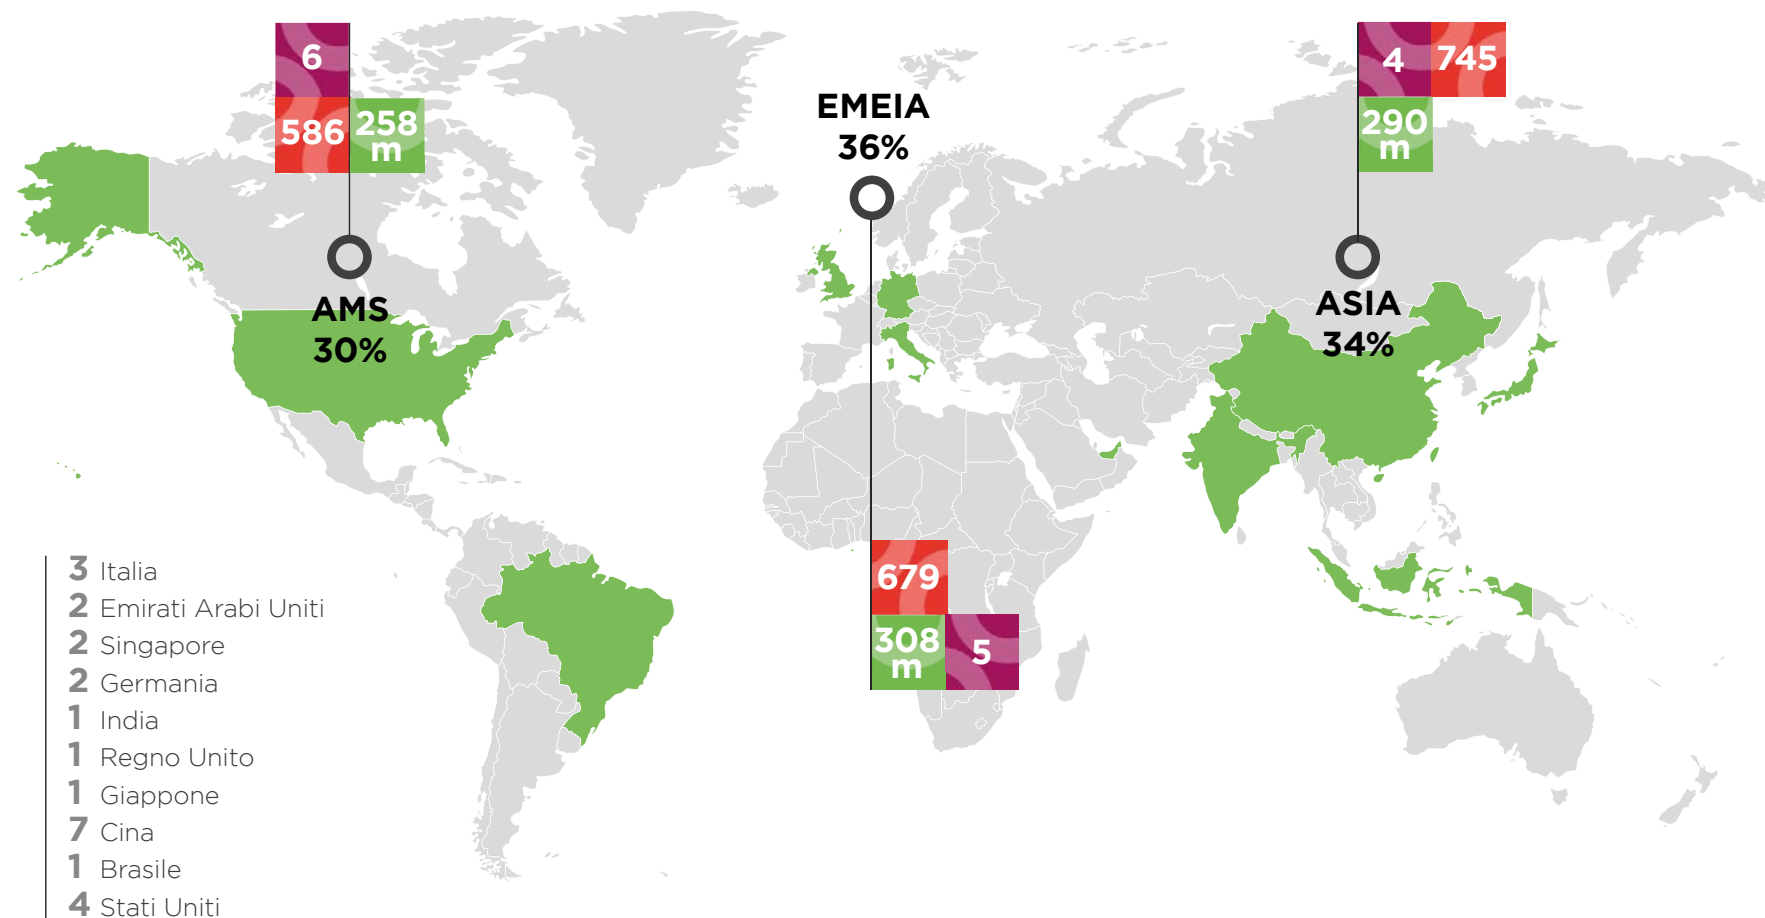 6
586
258
m
AMS
30%
EMEIA
36%
679
308
m
5
4
745
290
m
ASIA
34%
3 Italia
2 Emirati Arabi Uniti
2 Singapore
2 Germania
1 India
1 Regno Unito
1 Giappone
7 Cina
1 Brasile
4 Stati Uniti